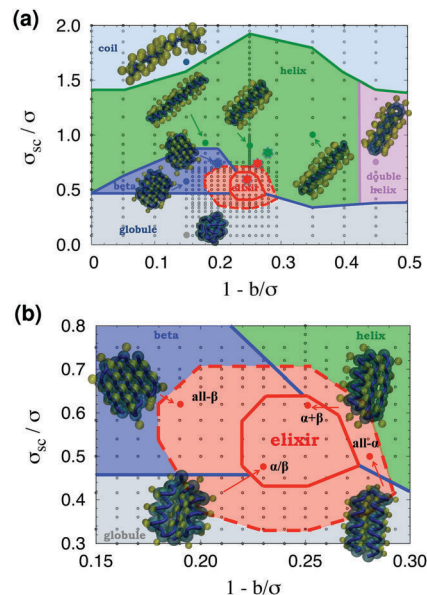 (a)
2.0
1.5
1.0
0.5
0.0
σsc / σ
coil
helix
beta
elixir
double
helix
globule
0 0.1 0.2 0.3 0.4 0.5
1 - b/σ
(b)
0.8
0.7
0.6
0.5
0.4
0.3
σsc / σ
beta
helix
all-β
α+β
elixir
all-α
α/β
globule
0.15 0.20 0.25 0.30
1 - b/σ